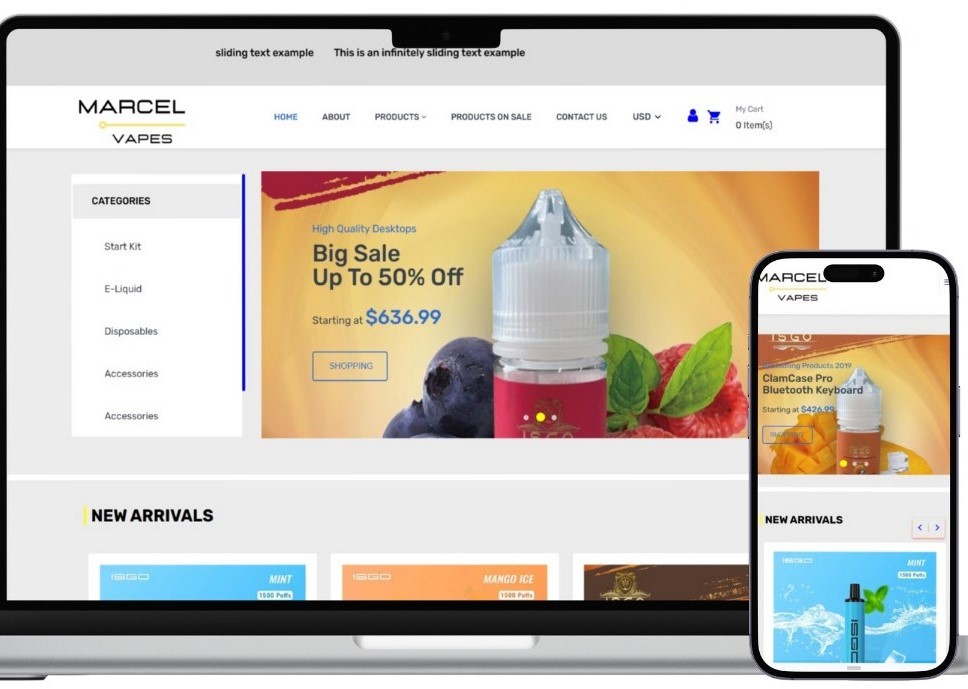 sliding text example This is an infinitely sliding text example
MARCEL
VAPES
HOME ABOUT PRODUCTS PRODUCTS ON SALE CONTACT US USD
My Cart
0 Item(s)
CATEGORIES
Start Kit
E-Liquid
Disposables
Accessories
Accessories
High Quality Desktops
Big Sale
Up To 50% Off
Starting at $636.99
SHOPPING
ISGO
NEW ARRIVALS
ISGO MINT
1500 Puffs
ISGO MANGO ICE
1500 Puffs
ISGO
MARCEL
VAPES
ISGO
Products 2019
ClamCase Pro
Bluetooth Keyboard
Starting at $426.99
SHOPPING
ISGO
NEW ARRIVALS
ISGO MINT
1500 Puffs
ISGO